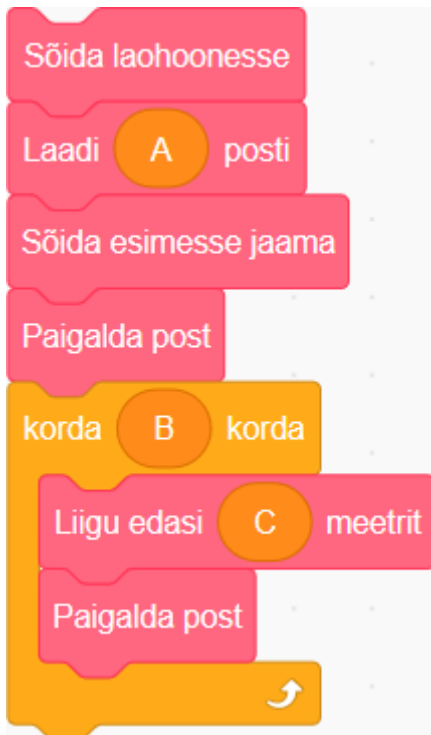 Sõida laohoonesse
Laadi A posti
Sõida esimesse jaama
Paigalda post
korda B korda
Liigu edasi C meetrit
Paigalda post